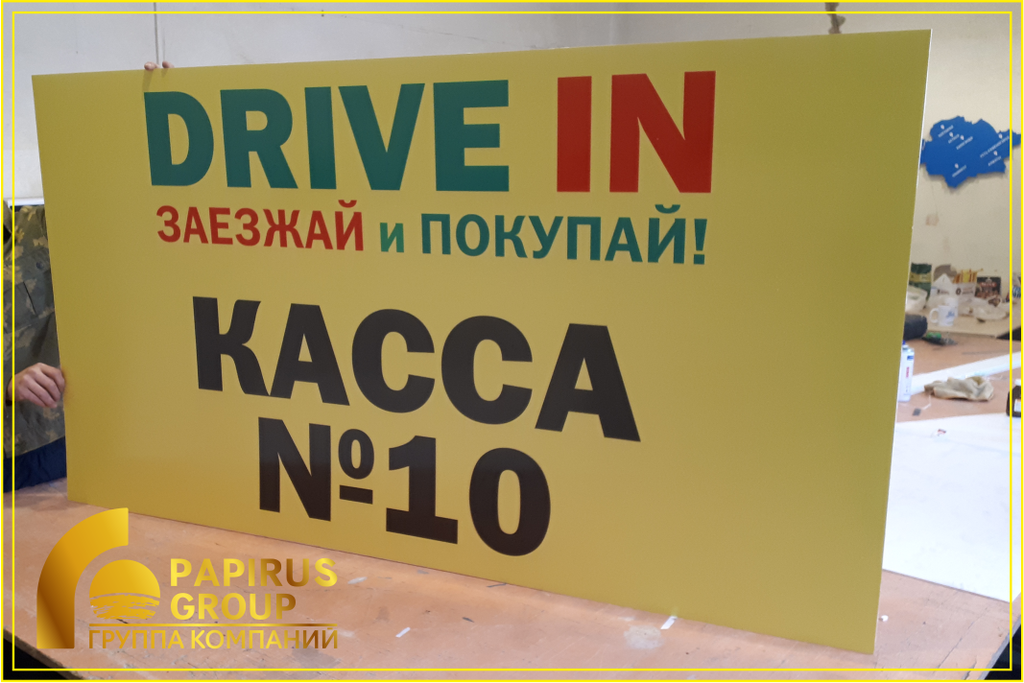 DRIVE IN
ЗАЕЗЖАЙ и ПОКУПАЙ!
КАССА
№10
PAPIRUS
GROUP
ГРУППА КОМПАНИЙ